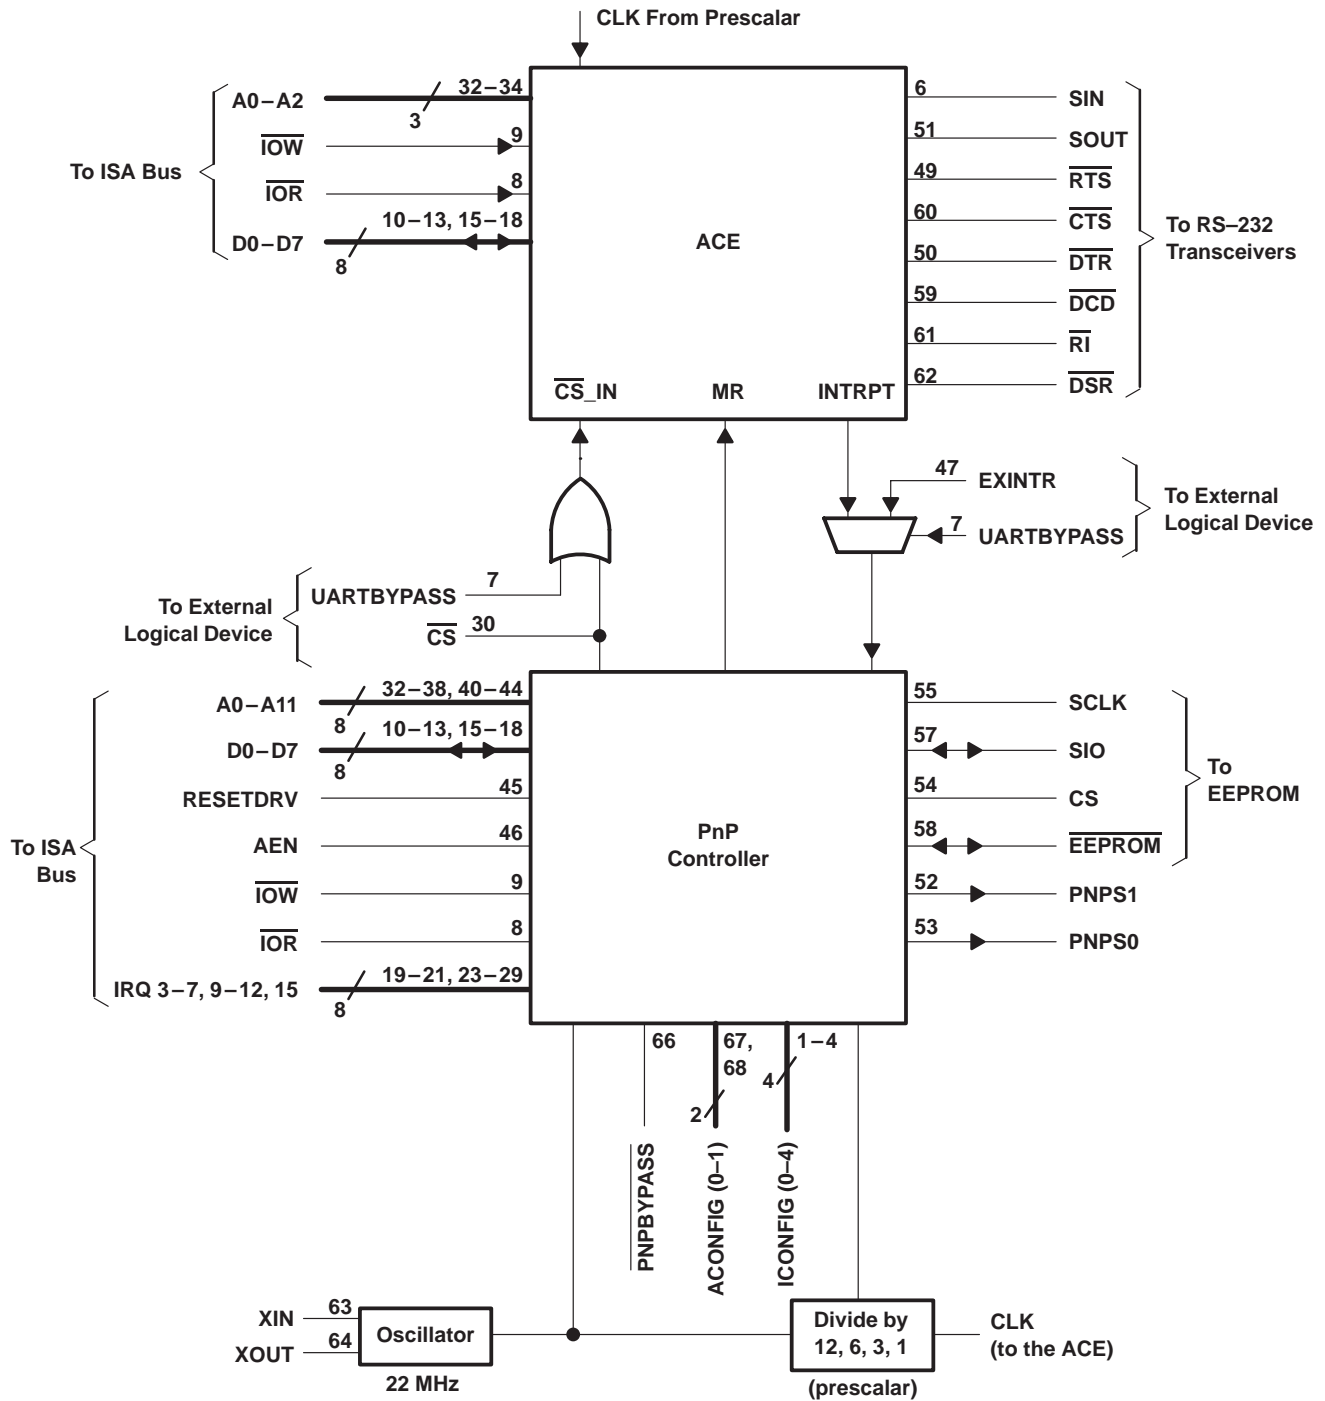 CLK From Prescalar
A0–A2
32–34
3
IOW
9
To ISA Bus
IOR
8
10–13, 15–18
D0–D7
8
ACE
6
SIN
51
SOUT
49
RTS
60
CTS
50
DTR
59
DCD
61
RI
62
DSR
To RS–232
Transceivers
CS_IN
MR
INTRPT
47
EXINTR
7
UARTBYPASS
To External
Logical Device
To External
Logical Device
UARTBYPASS
7
CS
30
A0–A11
32–38, 40–44
8
D0–D7
10–13, 15–18
8
RESETDRV
45
AEN
46
To ISA
Bus
IOW
9
IOR
8
IRQ 3–7, 9–12, 15
19–21, 23–29
8
PnP
Controller
55
SCLK
57
SIO
54
CS
58
EEPROM
To
EEPROM
52
PNPS1
53
PNPS0
66
67,
68
2
1–4
4
PNPBYPASS
ACONFIG (0–1)
ICONFIG (0–4)
XIN
63
XOUT
64
Oscillator
22 MHz
Divide by
12, 6, 3, 1
(prescalar)
CLK
(to the ACE)